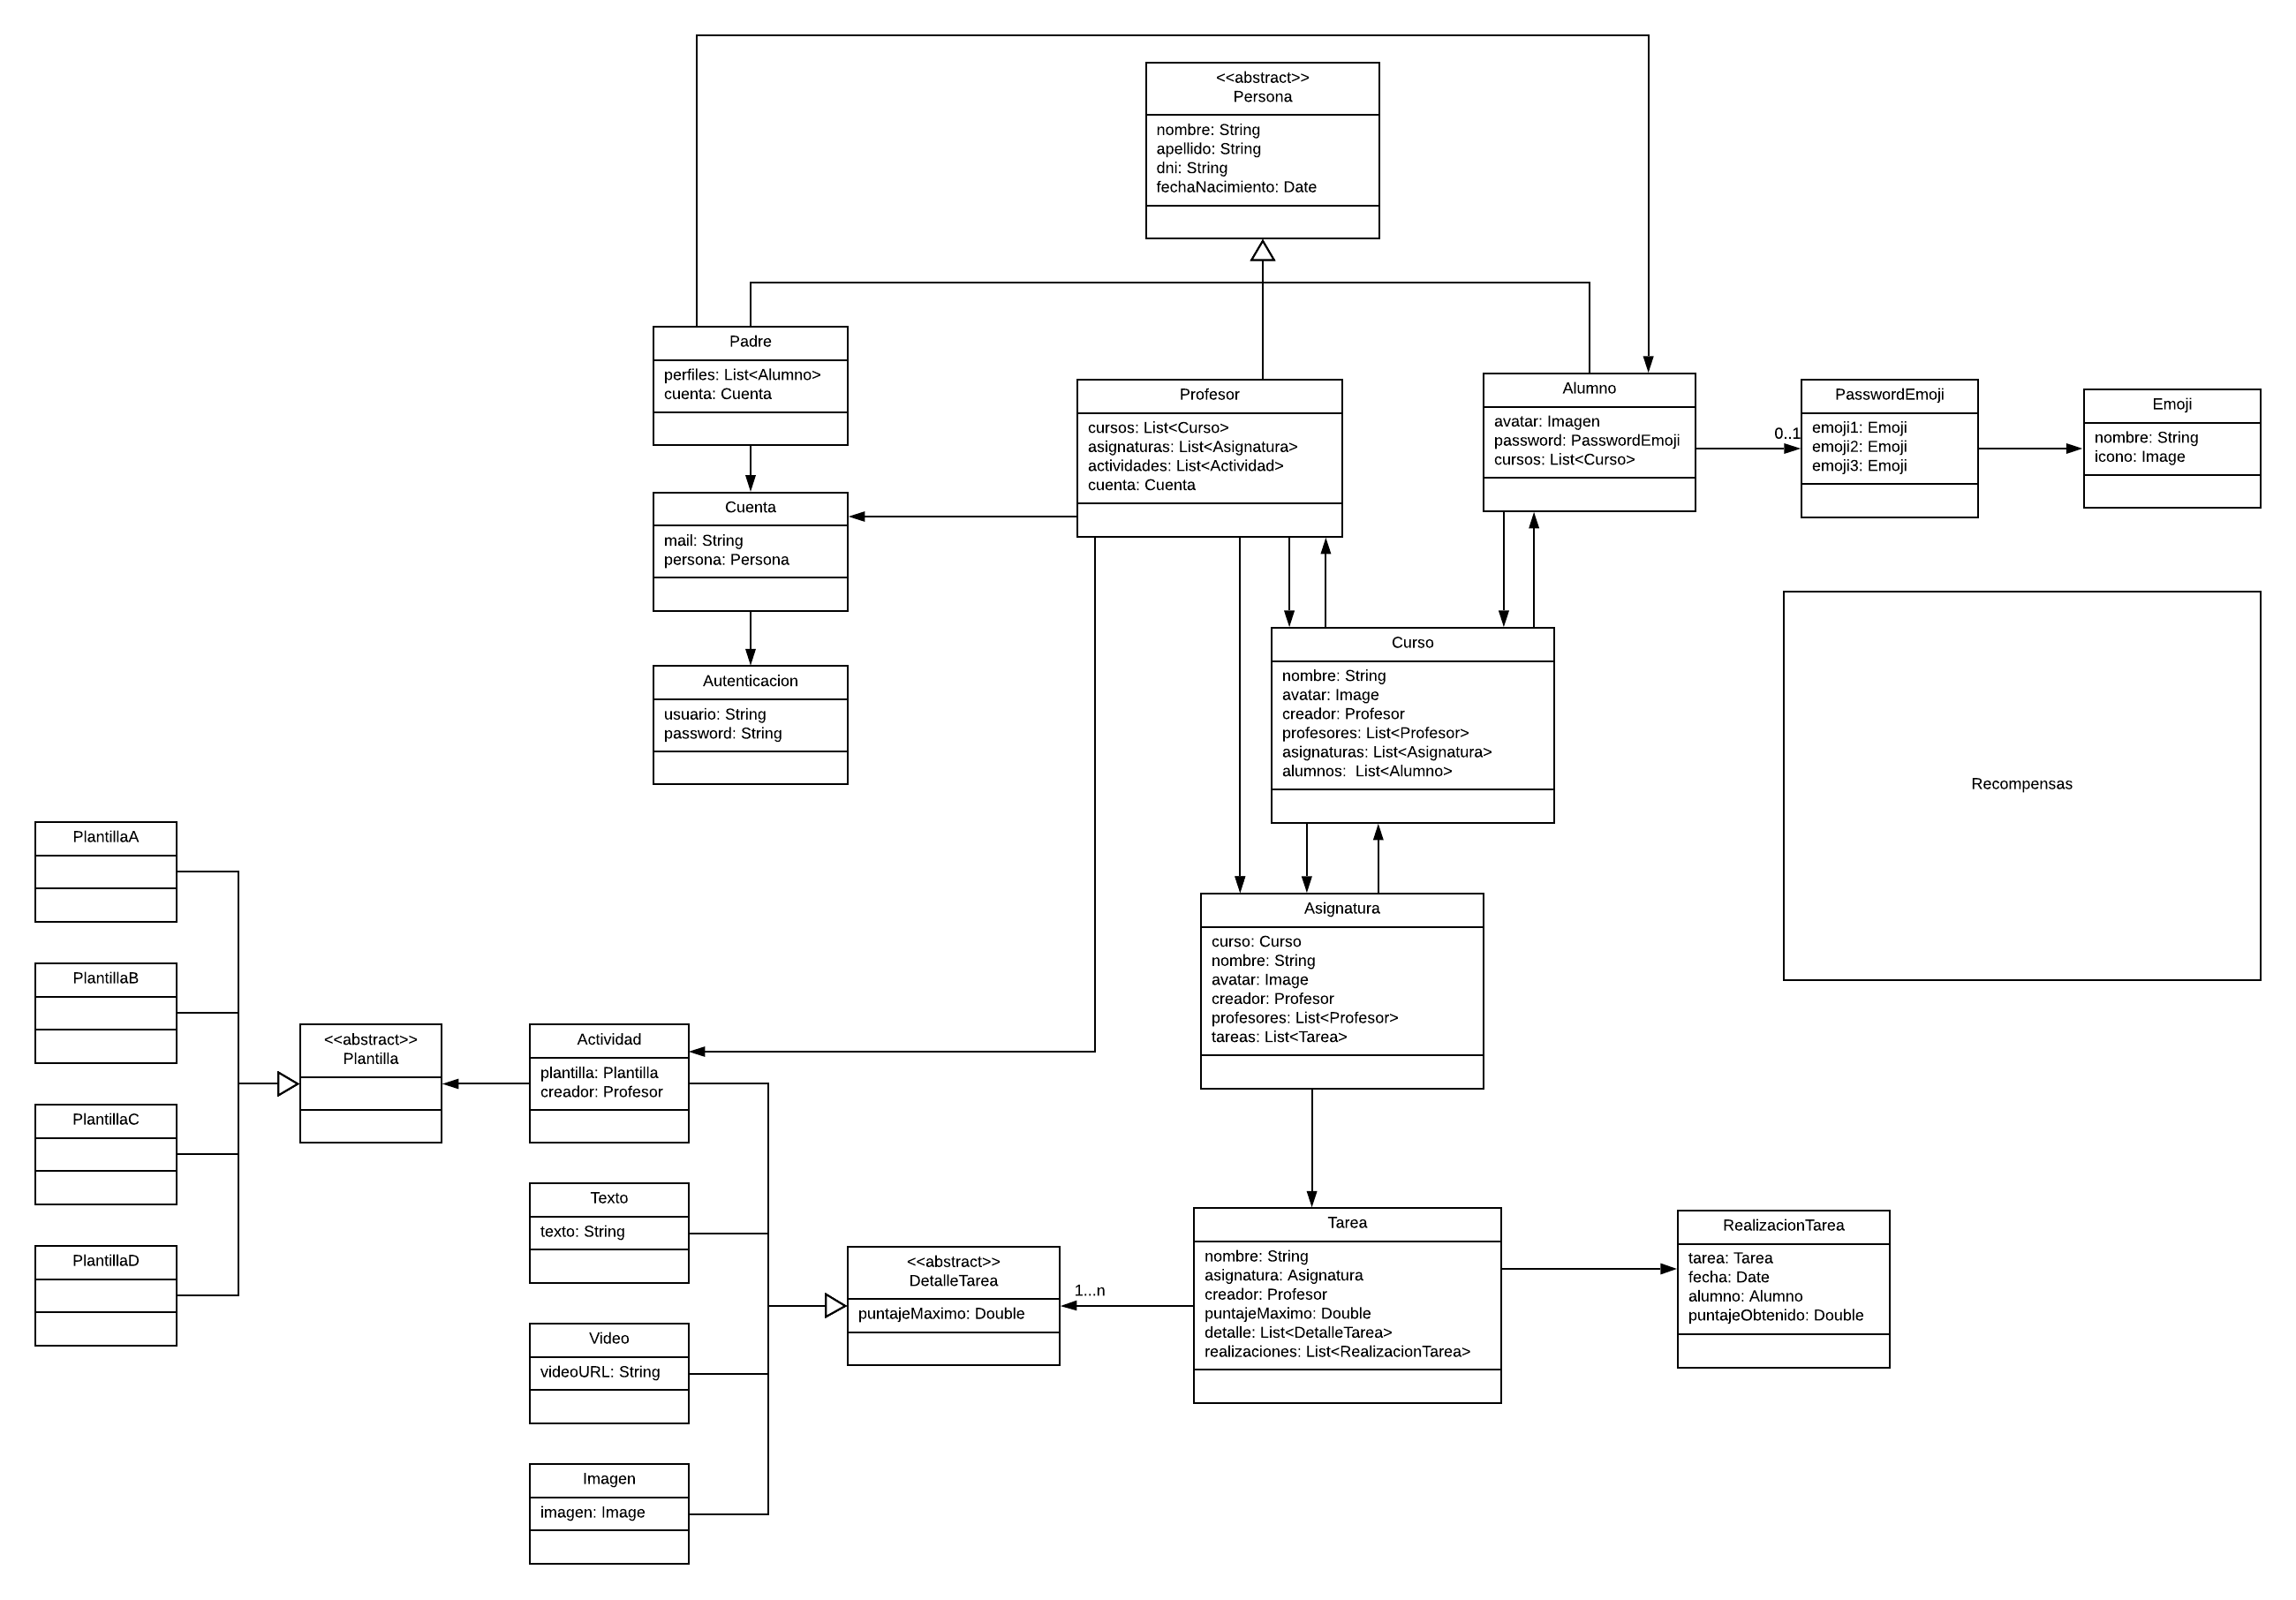 <<abstract>>
Persona
nombre: String
apellido: String
dni: String
fechaNacimiento: Date
Padre
perfiles: List<Alumno>
cuenta: Cuenta
Profesor
cursos: List<Curso>
asignaturas: List<Asignatura>
actividades: List<Actividad>
cuenta: Cuenta
Alumno
avatar: Imagen
password: PasswordEmoji
cursos: List<Curso>
0..1
PasswordEmoji
emoji1: Emoji
emoji2: Emoji
emoji3: Emoji
Emoji
nombre: String
icono: Image
Cuenta
mail: String
persona: Persona
Autenticacion
usuario: String
password: String
Curso
nombre: String
avatar: Image
creador: Profesor
profesores: List<Profesor>
asignaturas: List<Asignatura>
alumnos:  List<Alumno>
Recompensas
PlantillaA
PlantillaB
PlantillaC
PlantillaD
<<abstract>>
Plantilla
Actividad
plantilla: Plantilla
creador: Profesor
Texto
texto: String
Video
videoURL: String
Imagen
imagen: Image
<<abstract>>
DetalleTarea
puntajeMaximo: Double
1...n
Asignatura
curso: Curso
nombre: String
avatar: Image
creador: Profesor
profesores: List<Profesor>
tareas: List<Tarea>
Tarea
nombre: String
asignatura: Asignatura
creador: Profesor
puntajeMaximo: Double
detalle: List<DetalleTarea>
realizaciones: List<RealizacionTarea>
RealizacionTarea
tarea: Tarea
fecha: Date
alumno: Alumno
puntajeObtenido: Double